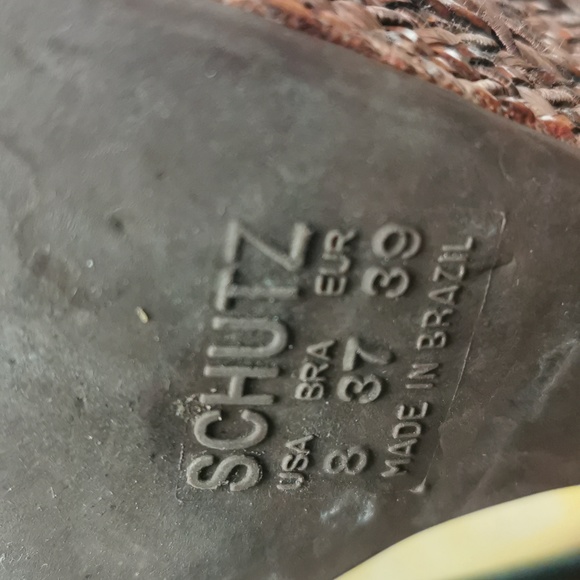 SCHUTZ
USA BRA EUR
8 37 39
MADE IN BRAZIL